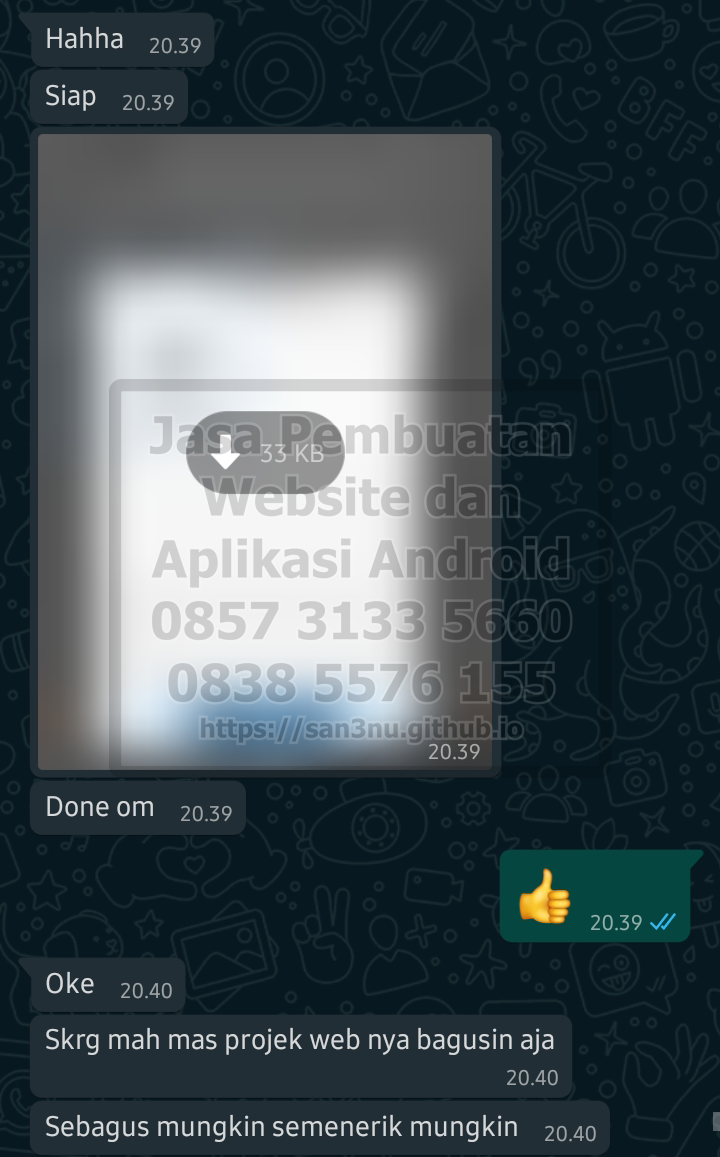 Hahha 20.39
Siap 20.39
33 KB
Jasa Pembuatan
Website dan
Aplikasi Android
0857 3133 5660
0838 5576 155
https://san3nu.github.io
20.39
Done om 20.39
👍 20.39
Oke 20.40
Skrg mah mas projek web nya bagusin aja
20.40
Sebagus mungkin semenerik mungkin 20.40
BFF